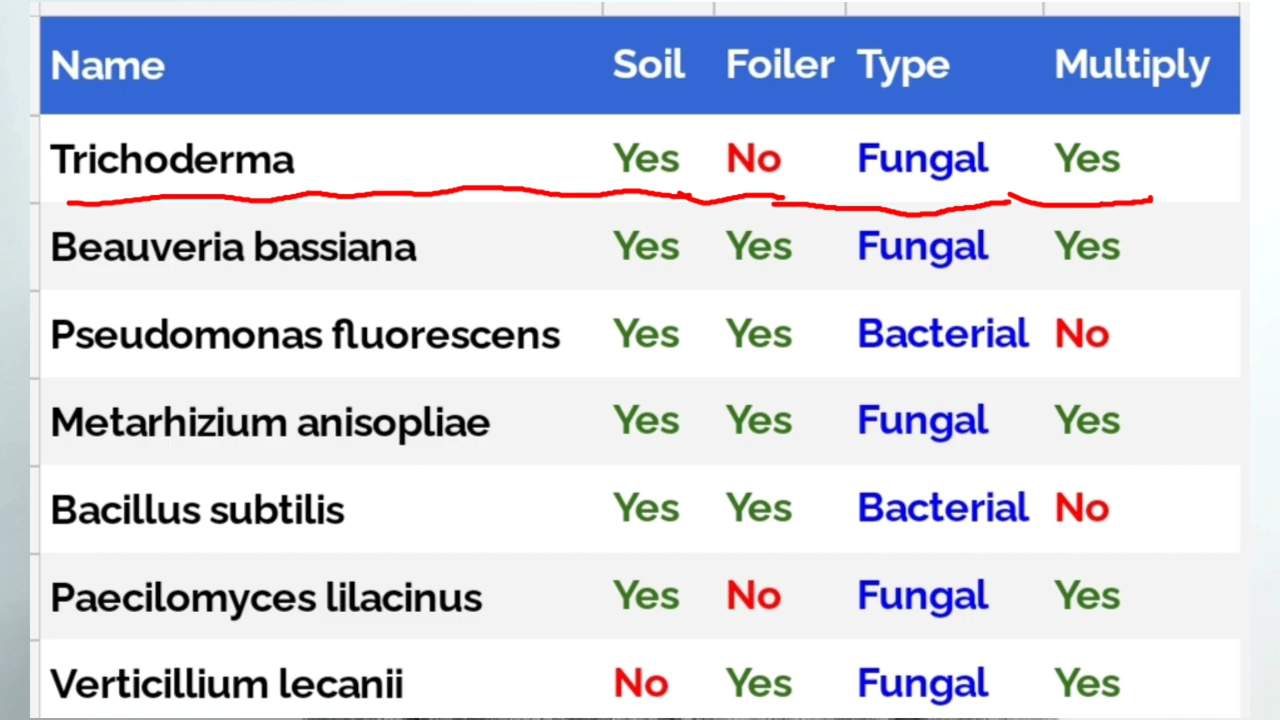 Name Soil Foiler Type Multiply
Trichoderma Yes No Fungal Yes
Beauveria bassiana Yes Yes Fungal Yes
Pseudomonas fluorescens Yes Yes Bacterial No
Metarhizium anisopliae Yes Yes Fungal Yes
Bacillus subtilis Yes Yes Bacterial No
Paecilomyces lilacinus Yes No Fungal Yes
Verticillium lecanii No Yes Fungal Yes